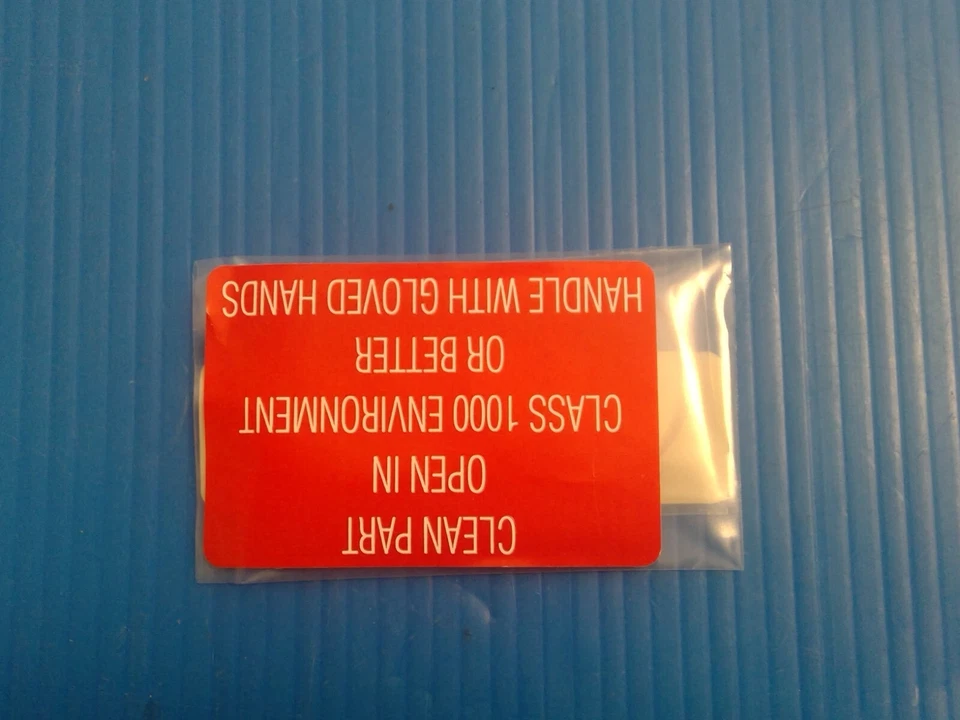 CLEAN PART
OPEN IN
CLASS 1000 ENVIRONMENT
OR BETTER
HANDLE WITH GLOVED HANDS